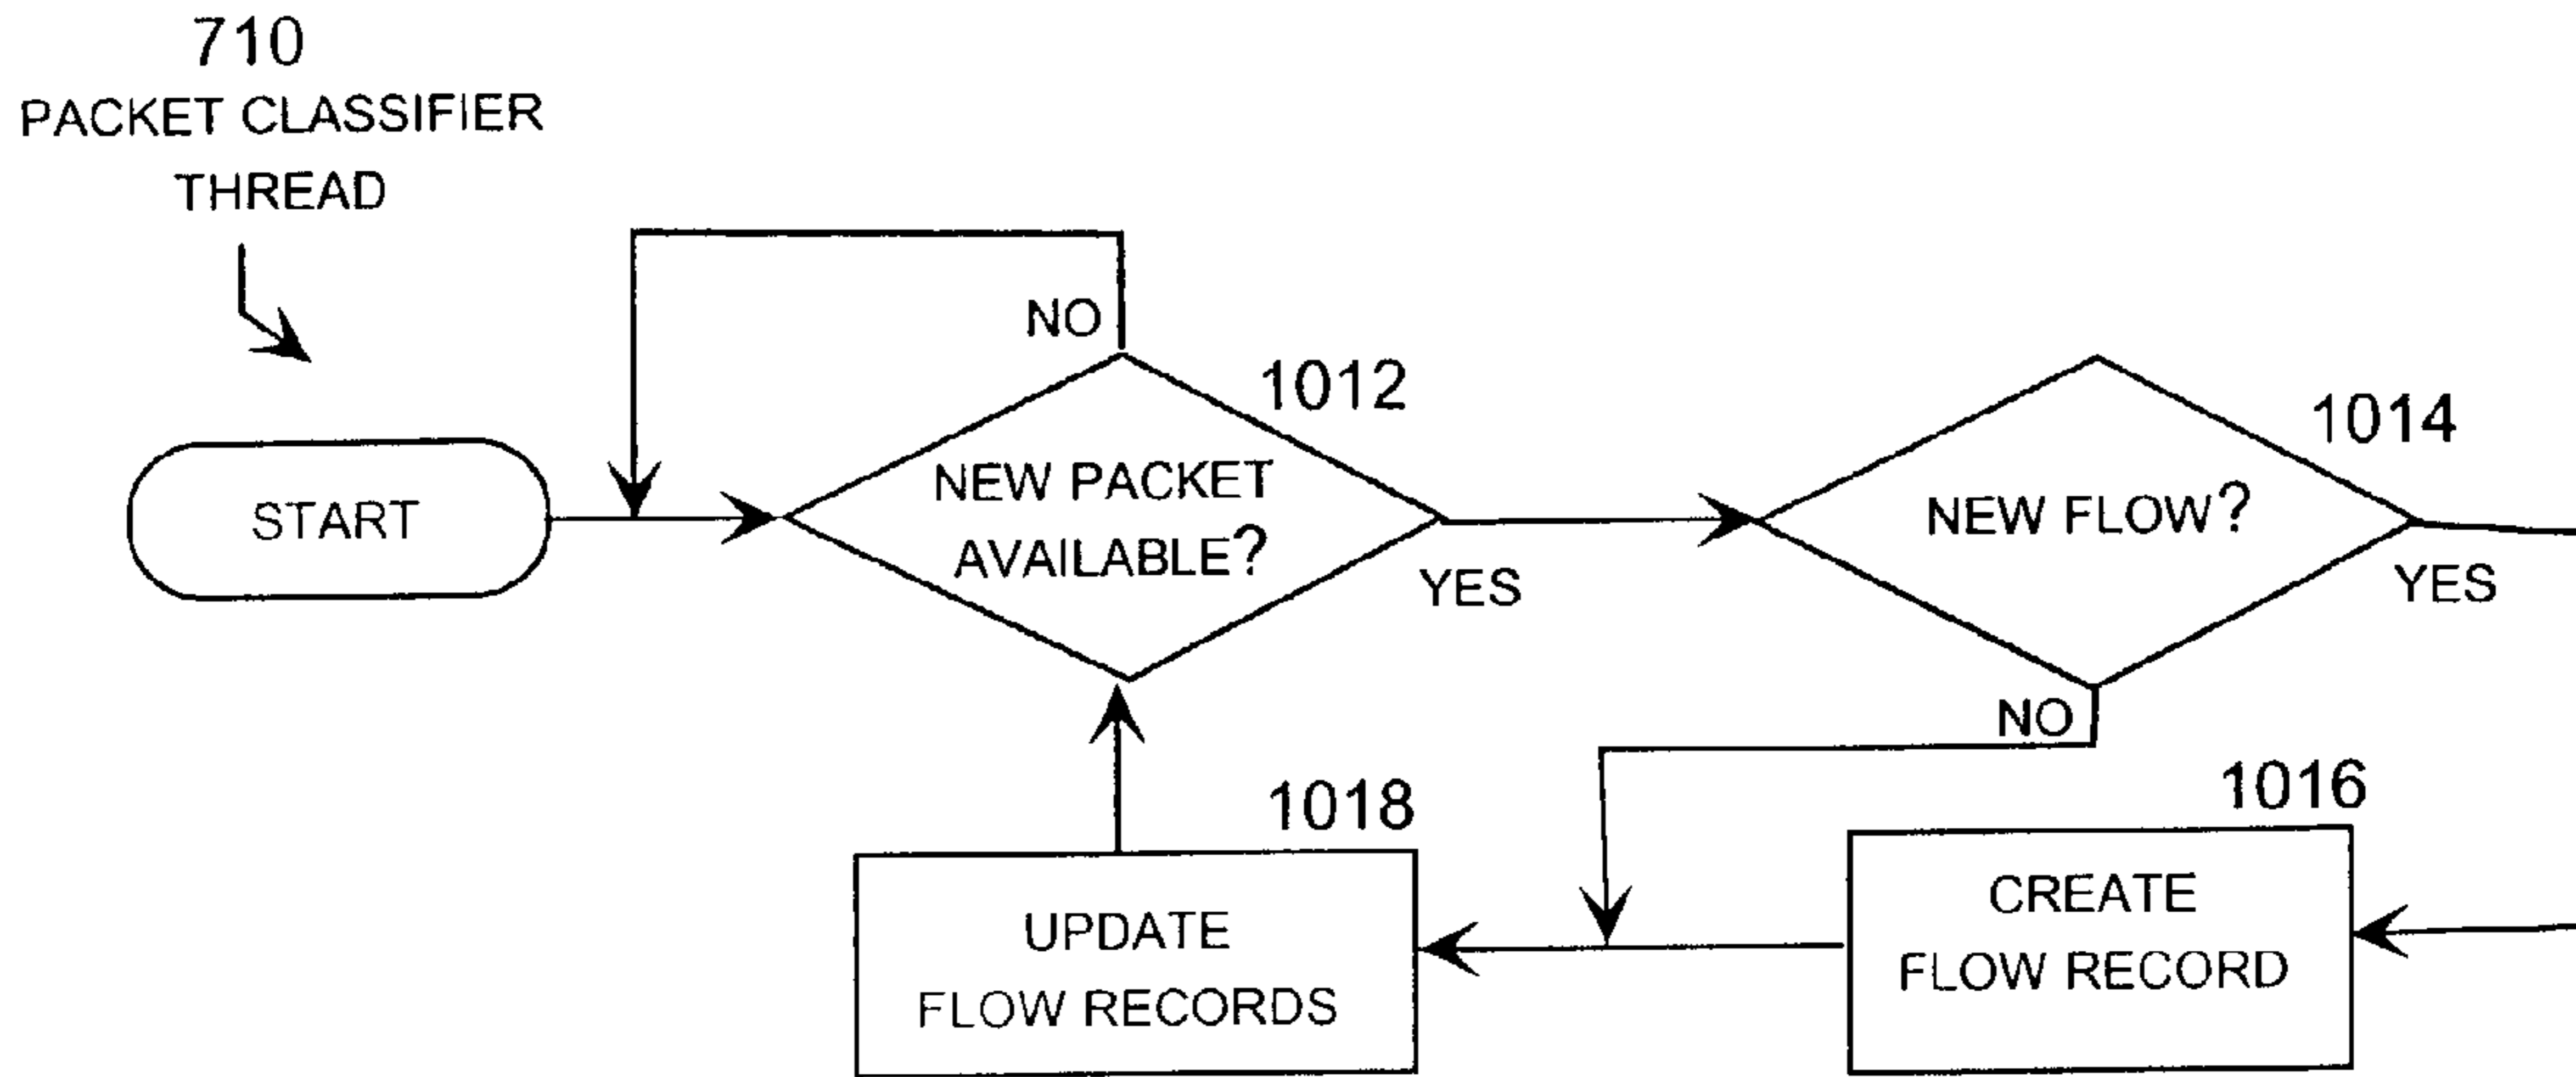 710
PACKET CLASSIFIER
THREAD
NO
1012
1014
START
NEW PACKET
AVAILABLE?
NEW FLOW?
YES
YES
NO
1018
1016
UPDATE
FLOW RECORDS
CREATE
FLOW RECORD